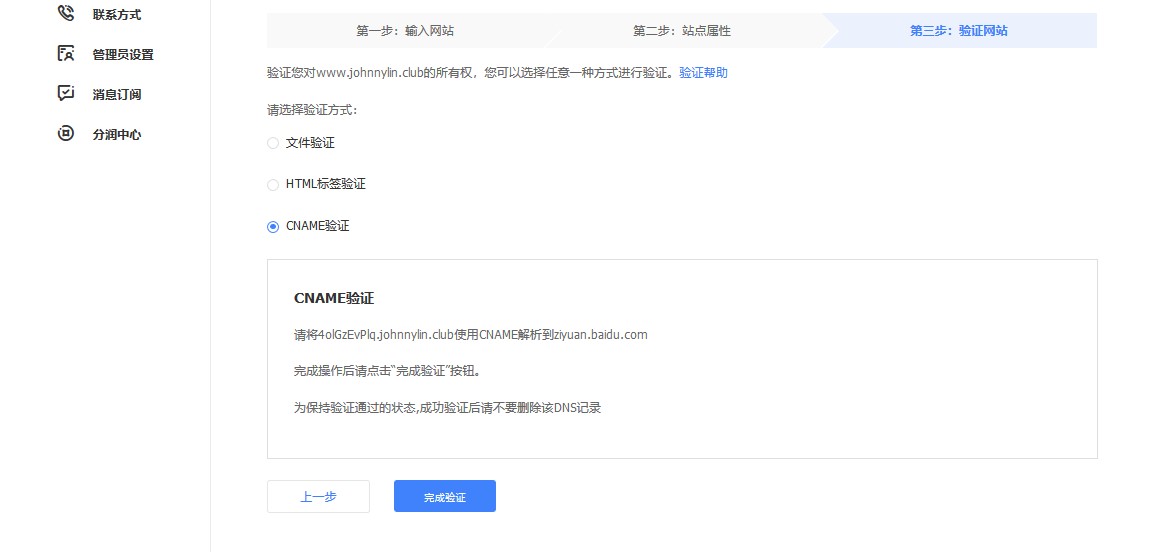 联系方式
管理员设置
消息订阅
分润中心
第一步：输入网站
第二步：站点属性
第三步：验证网站
验证您对www.johnnylin.club的所有权，您可以选择任意一种方式进行验证。验证帮助
请选择验证方式：
文件验证
HTML标签验证
CNAME验证
CNAME验证
请将4olGzEvPlq.johnnylin.club使用CNAME解析到ziyuan.baidu.com
完成操作后请点击“完成验证”按钮。
为保持验证通过的状态,成功验证后请不要删除该DNS记录
上一步
完成验证